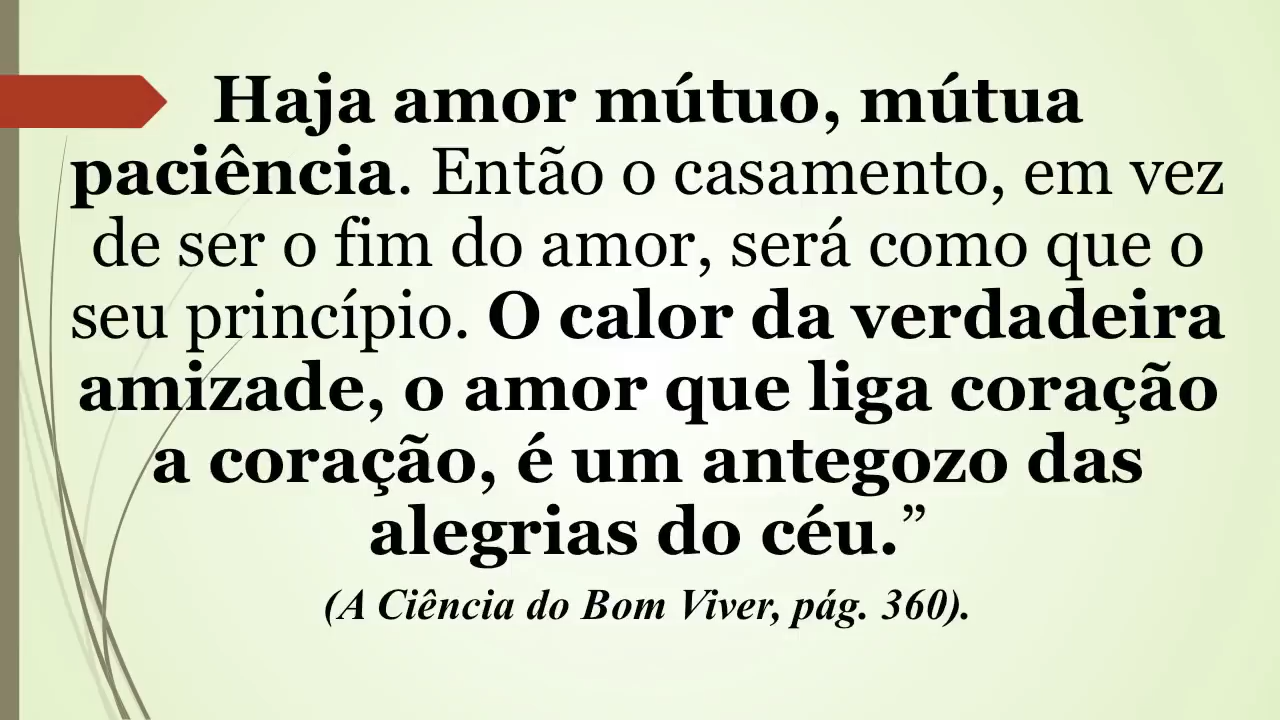 Haja amor mútuo, mútua
paciência. Então o casamento, em vez
de ser o fim do amor, será como que o
seu princípio. O calor da verdadeira
amizade, o amor que liga coração
a coração, é um antegozo das
alegrias do céu.”
(A Ciência do Bom Viver, pág. 360).